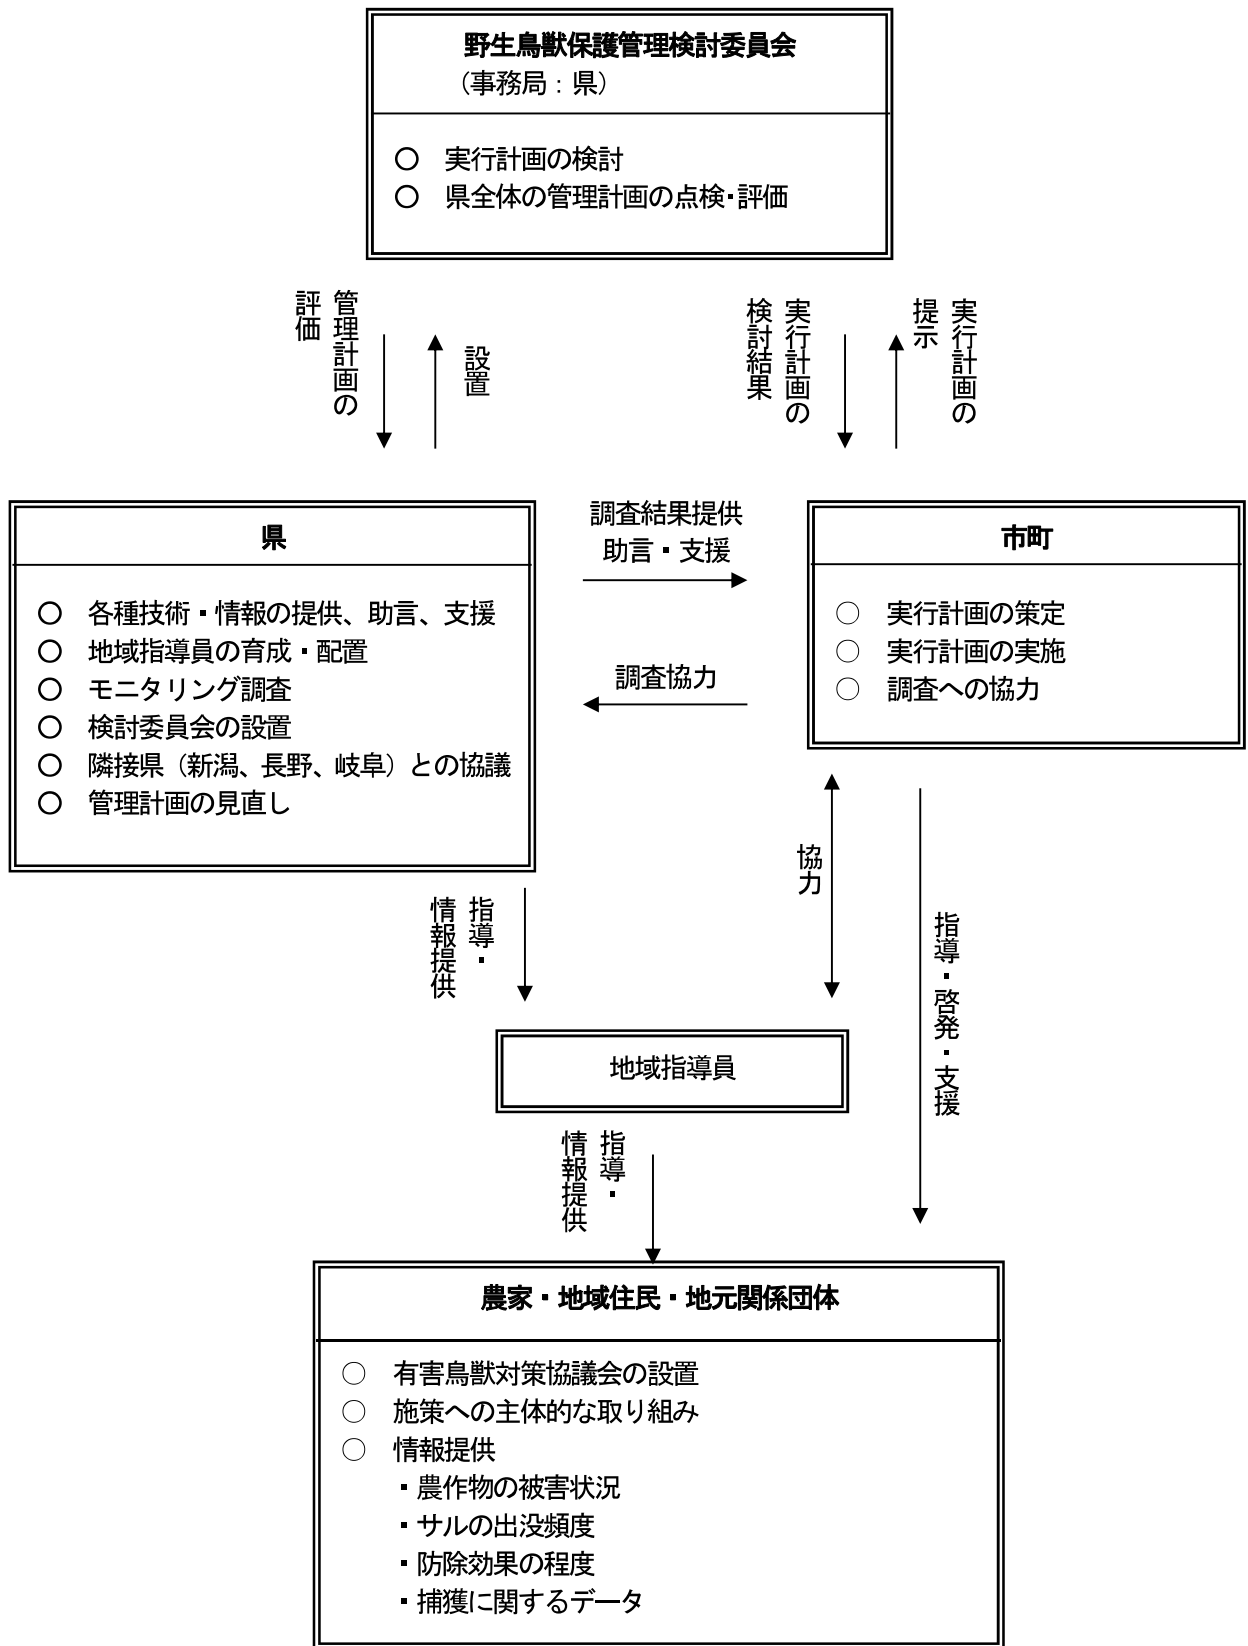 野生鳥獣保護管理検討委員会
（事務局：県）
○ 実行計画の検討
○ 県全体の管理計画の点検・評価
管理計画の
評価
設置
実行計画の
検討結果
実行計画の
提示
県
○ 各種技術・情報の提供、助言、支援
○ 地域指導員の育成・配置
○ モニタリング調査
○ 検討委員会の設置
○ 隣接県（新潟、長野、岐阜）との協議
○ 管理計画の見直し
調査結果提供
助言・支援
調査協力
市町
○ 実行計画の策定
○ 実行計画の実施
○ 調査への協力
指導・
情報提供
協力
指導・啓発・支援
地域指導員
指導・
情報提供
農家・地域住民・地元関係団体
○ 有害鳥獣対策協議会の設置
○ 施策への主体的な取り組み
○ 情報提供
・農作物の被害状況
・サルの出没頻度
・防除効果の程度
・捕獲に関するデータ